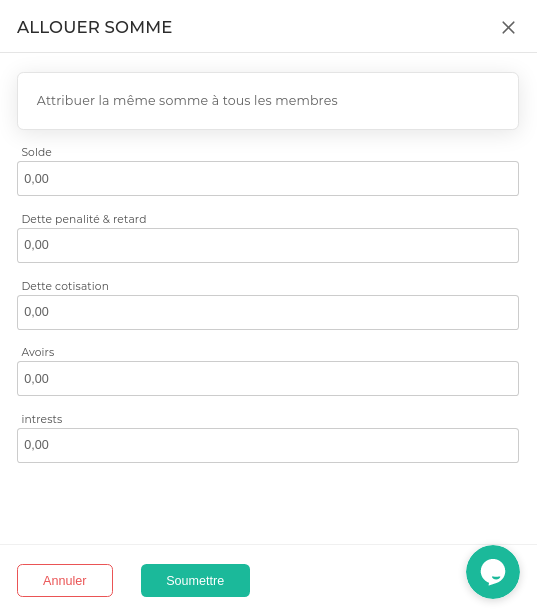 ALLOUER SOMME
Attribuer la même somme à tous les membres
Solde
0,00
Dette penalité & retard
0,00
Dette cotisation
0,00
Avoirs
0,00
intrests
0,00
Annuler
Soumettre